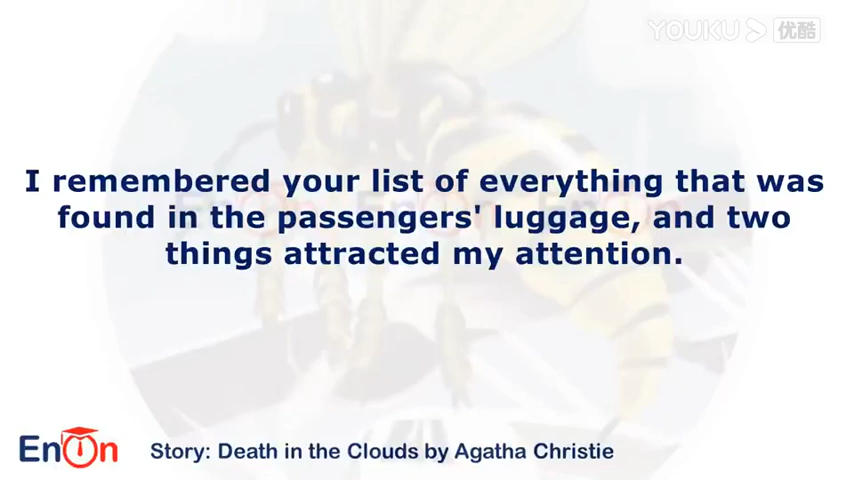 YOUKU 优酷
I remembered your list of everything that was
found in the passengers' luggage, and two
things attracted my attention.
EnOn
Story: Death in the Clouds by Agatha Christie